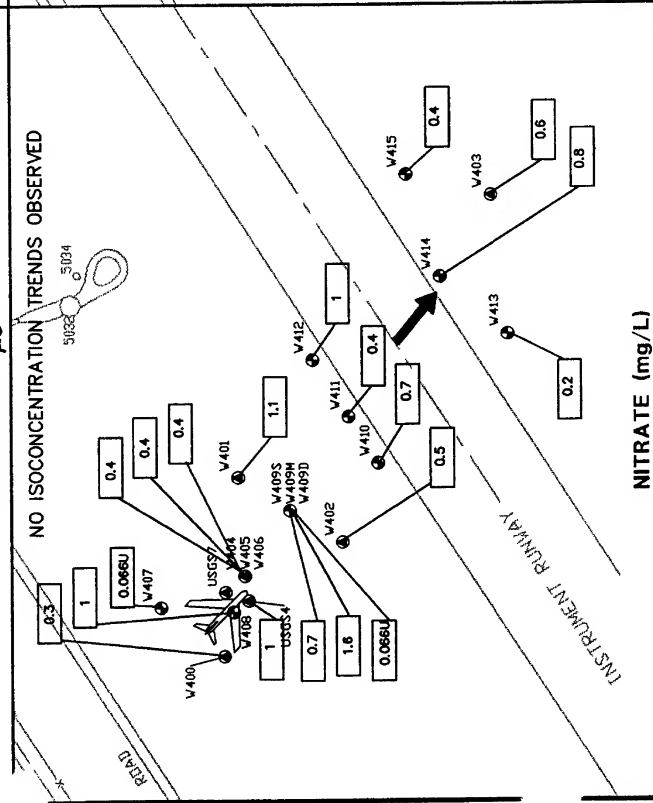 NO ISOCONCENTRATION TRENDS OBSERVED
5032
5034
ROAD
0.3
1
0.066U
W407
0.4
0.4
0.4
USGS7
W404
W405
W406
W400
W408
USGS4
1
W401
1.1
W409S
W409M
W409D
0.7
1.6
0.066U
W402
0.5
W412
1
W411
0.4
W410
0.7
W415
0.4
W403
0.6
W414
0.8
W413
0.2
INSTRUMENT RUNWAY
NITRATE (mg/L)